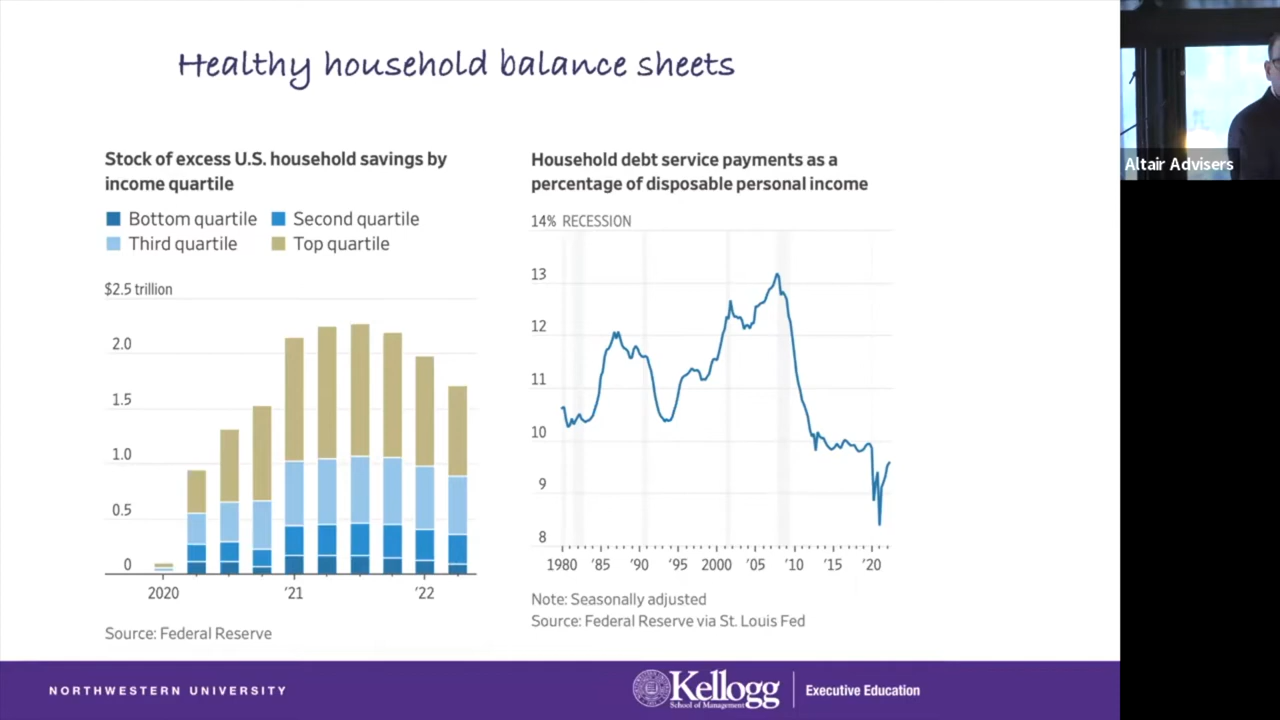 Healthy household balance sheets
Stock of excess U.S. household savings by
income quartile
Bottom quartile
Second quartile
Third quartile
Top quartile
$2.5 trillion
2.0
1.5
1.0
0.5
0
2020
'21
'22
Source: Federal Reserve
Household debt service payments as a
percentage of disposable personal income
14% RECESSION
13
12
11
10
9
8
1980 '85 '90 '95 2000 '05 '10 '15 '20
Note: Seasonally adjusted
Source: Federal Reserve via St. Louis Fed
Altair Advisers
NORTHWESTERN UNIVERSITY
Kellogg
School of Management
Executive Education